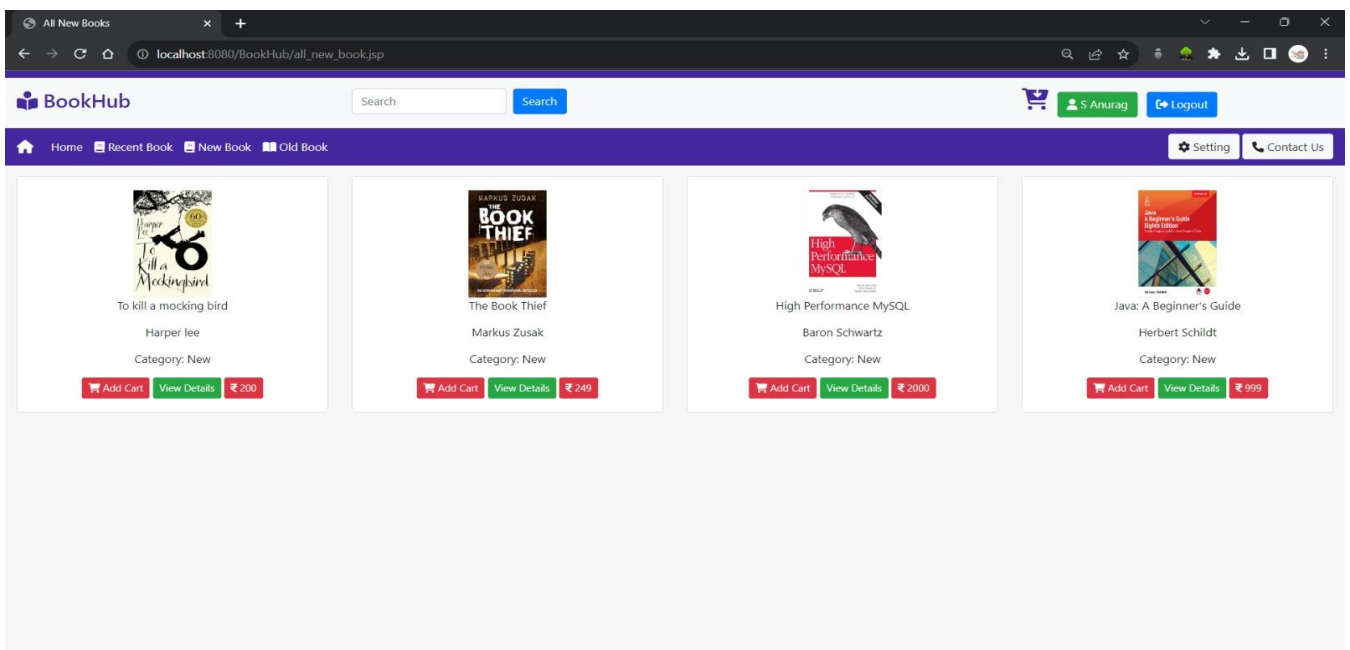 All New Books
localhost:8080/BookHub/all_new_book.jsp
BookHub
Search
Search
S Anurag
Logout
Home Recent Book New Book Old Book
Setting
Contact Us
Harper
Lee
60
To
Kill a
Mockingbird
To kill a mocking bird
Harper lee
Category: New
Add Cart View Details ₹ 200
MARKUS ZUSAK
THE
BOOK
THIEF
The Book Thief
Markus Zusak
Category: New
Add Cart View Details ₹ 249
High
Performance
MySQL
O'REILLY
High Performance MySQL
Baron Schwartz
Category: New
Add Cart View Details ₹ 2000
Java
A Beginner's Guide
Eighth Edition
Java: A Beginner's Guide
Herbert Schildt
Category: New
Add Cart View Details ₹ 999